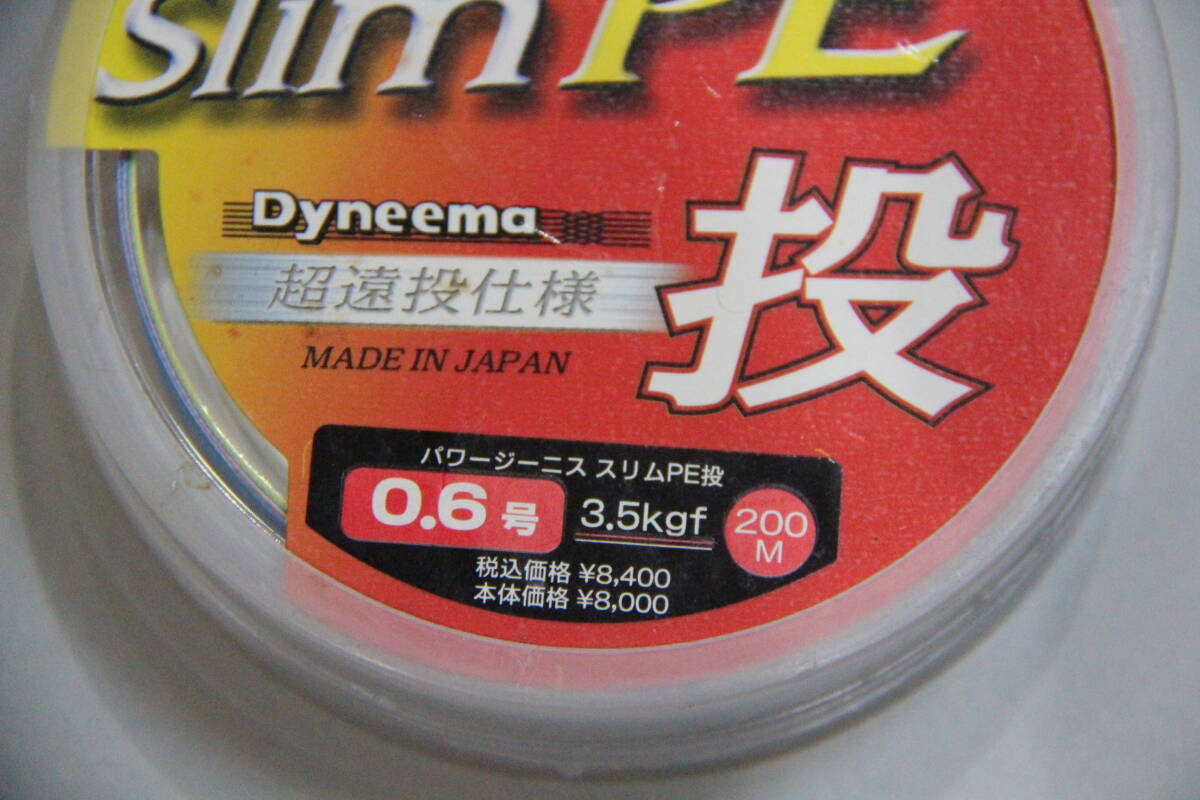 Slim PE
Dyneema
超遠投仕様
MADE IN JAPAN
投
パワージーニス スリムPE投
0.6号
3.5kgf
200
M
税込価格 ¥8,400
本体価格 ¥8,000